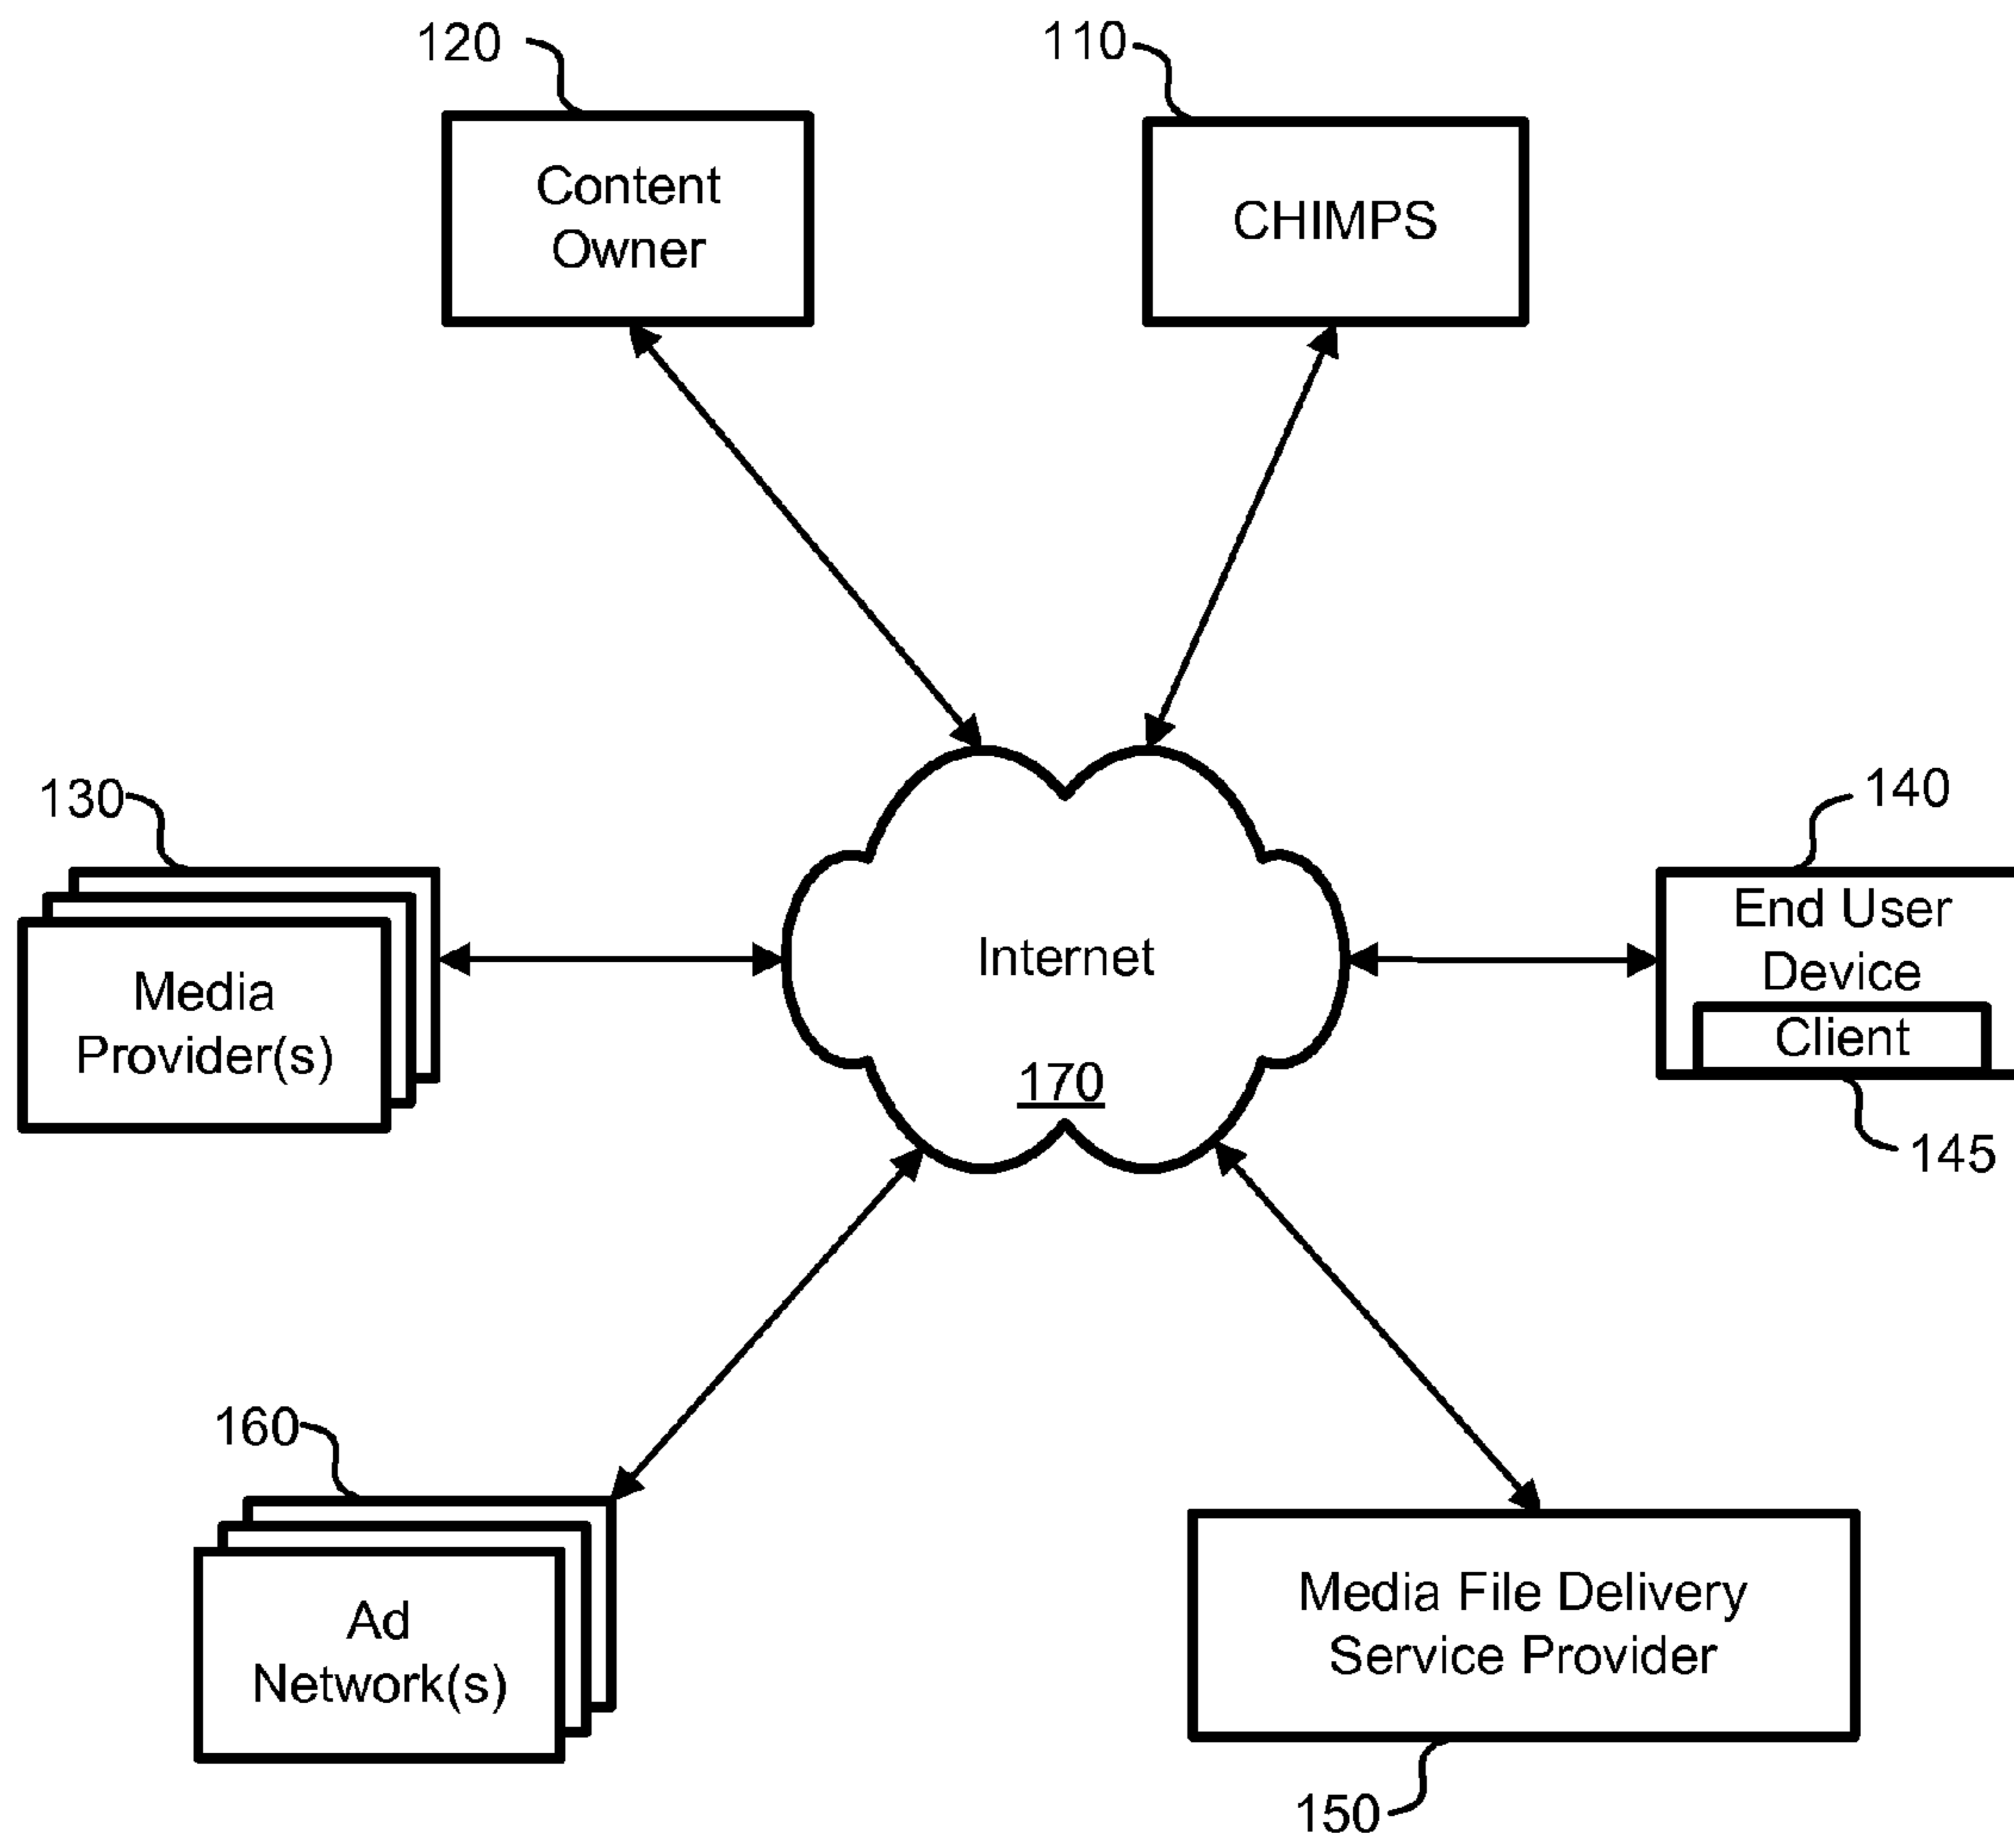 120
110
Content
Owner
CHIMPS
130
140
Media
Provider(s)
Internet
170
End User
Device
Client
145
160
Ad
Network(s)
Media File Delivery
Service Provider
150